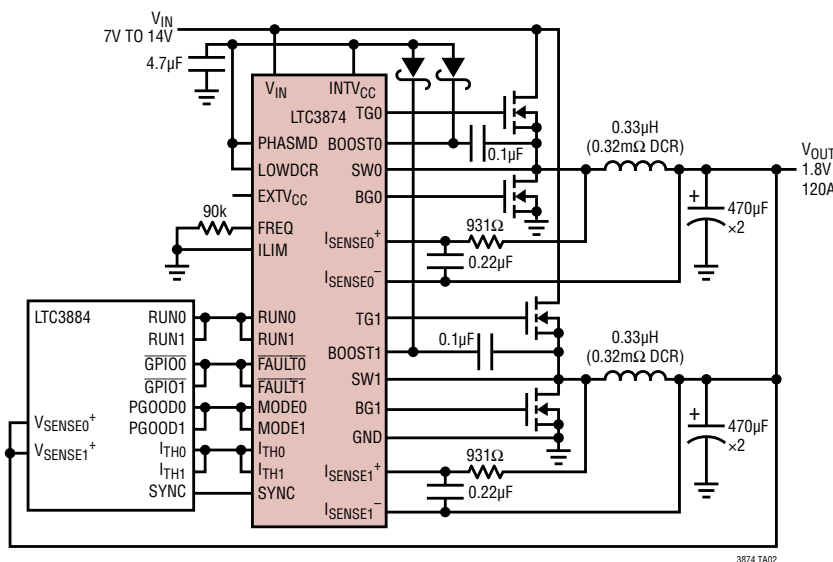 VIN
7V TO 14V
4.7µF
VIN
INTVCC
LTC3874
TG0
PHASMD
BOOST0
0.1µF
LOWDCR
SW0
EXTVCC
BG0
90k
FREQ
ILIM
ISENSE0+
931Ω
0.22µF
ISENSE0–
0.33µH
(0.32mΩ DCR)
VOUT
1.8V
120A
+
470µF
×2
LTC3884
RUN0
RUN1
GPIO0
GPIO1
PGOOD0
PGOOD1
VSENSE0+
VSENSE1+
ITH0
ITH1
SYNC
RUN0
RUN1
FAULT0
FAULT1
MODE0
MODE1
ITH0
ITH1
SYNC
TG1
BOOST1
0.1µF
SW1
BG1
GND
ISENSE1+
931Ω
0.22µF
ISENSE1–
0.33µH
(0.32mΩ DCR)
+
470µF
×2
3874 TA02